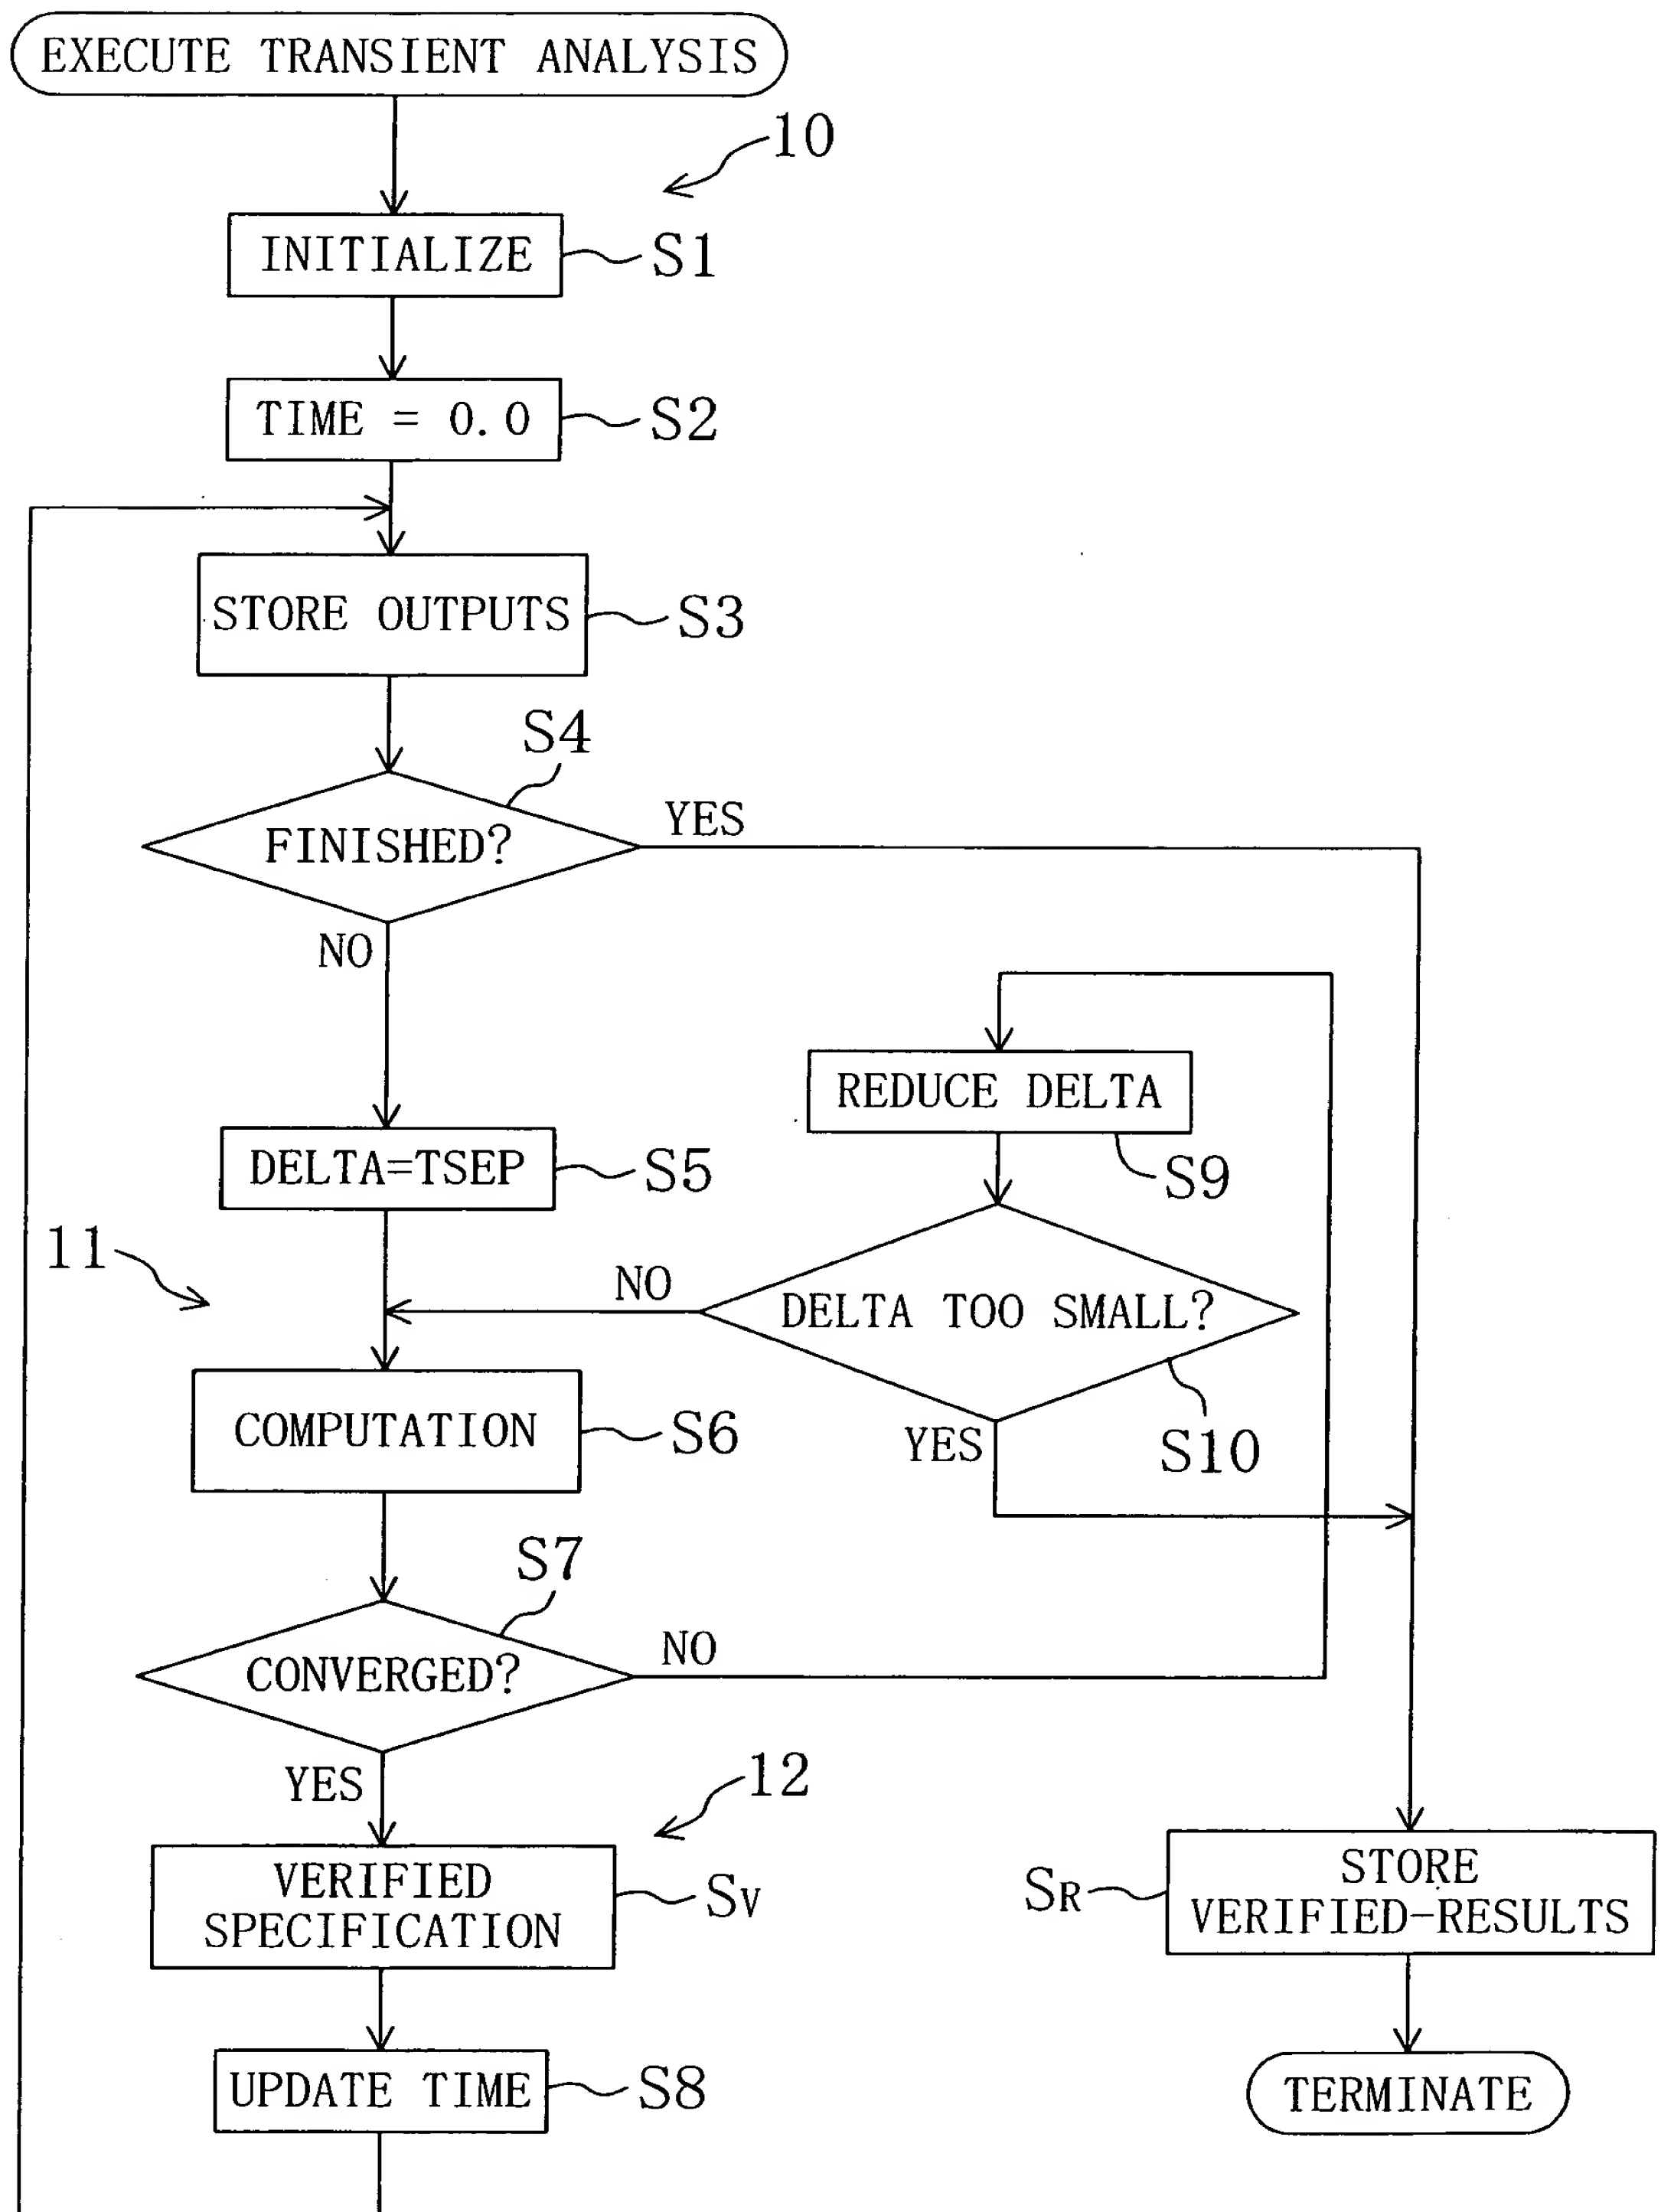 EXECUTE TRANSIENT ANALYSIS
10
INITIALIZE
S1
TIME = 0.0
S2
STORE OUTPUTS
S3
S4
FINISHED?
YES
NO
REDUCE DELTA
S9
DELTA=TSEP
S5
11
NO
DELTA TOO SMALL?
YES
S10
COMPUTATION
S6
S7
CONVERGED?
NO
YES
12
VERIFIED
SPECIFICATION
SV
SR
STORE
VERIFIED-RESULTS
UPDATE TIME
S8
TERMINATE